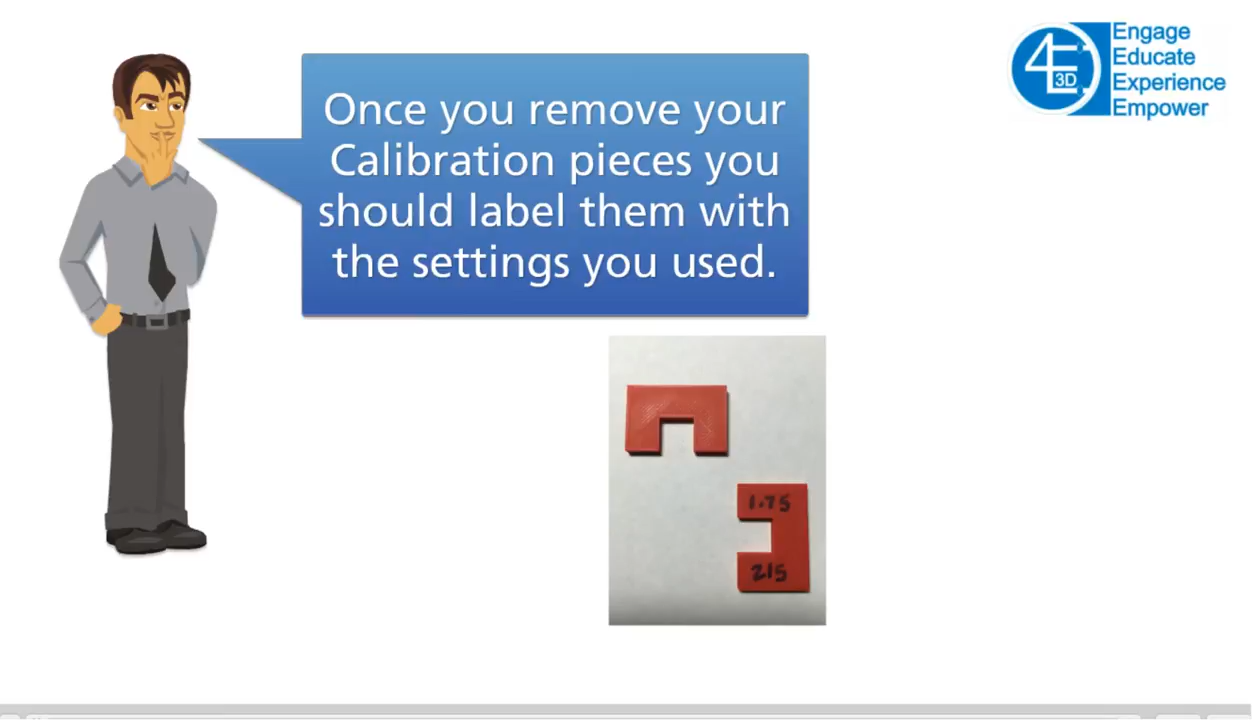 Once you remove your
Calibration pieces you
should label them with
the settings you used.
4E
3D
Engage
Educate
Experience
Empower
1.75
215